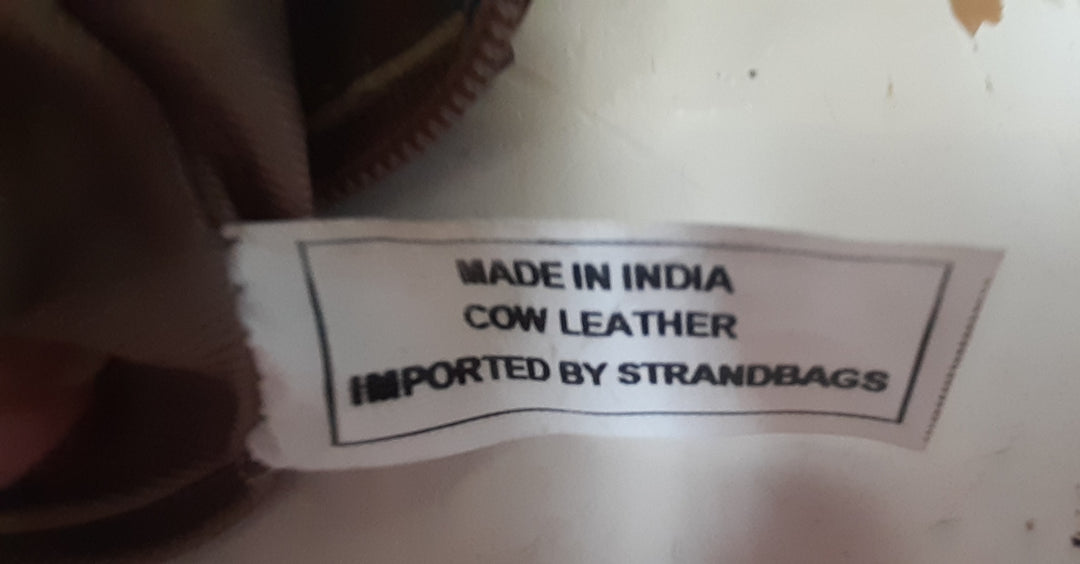 MADE IN INDIA
COW LEATHER
IMPORTED BY STRANDBAGS